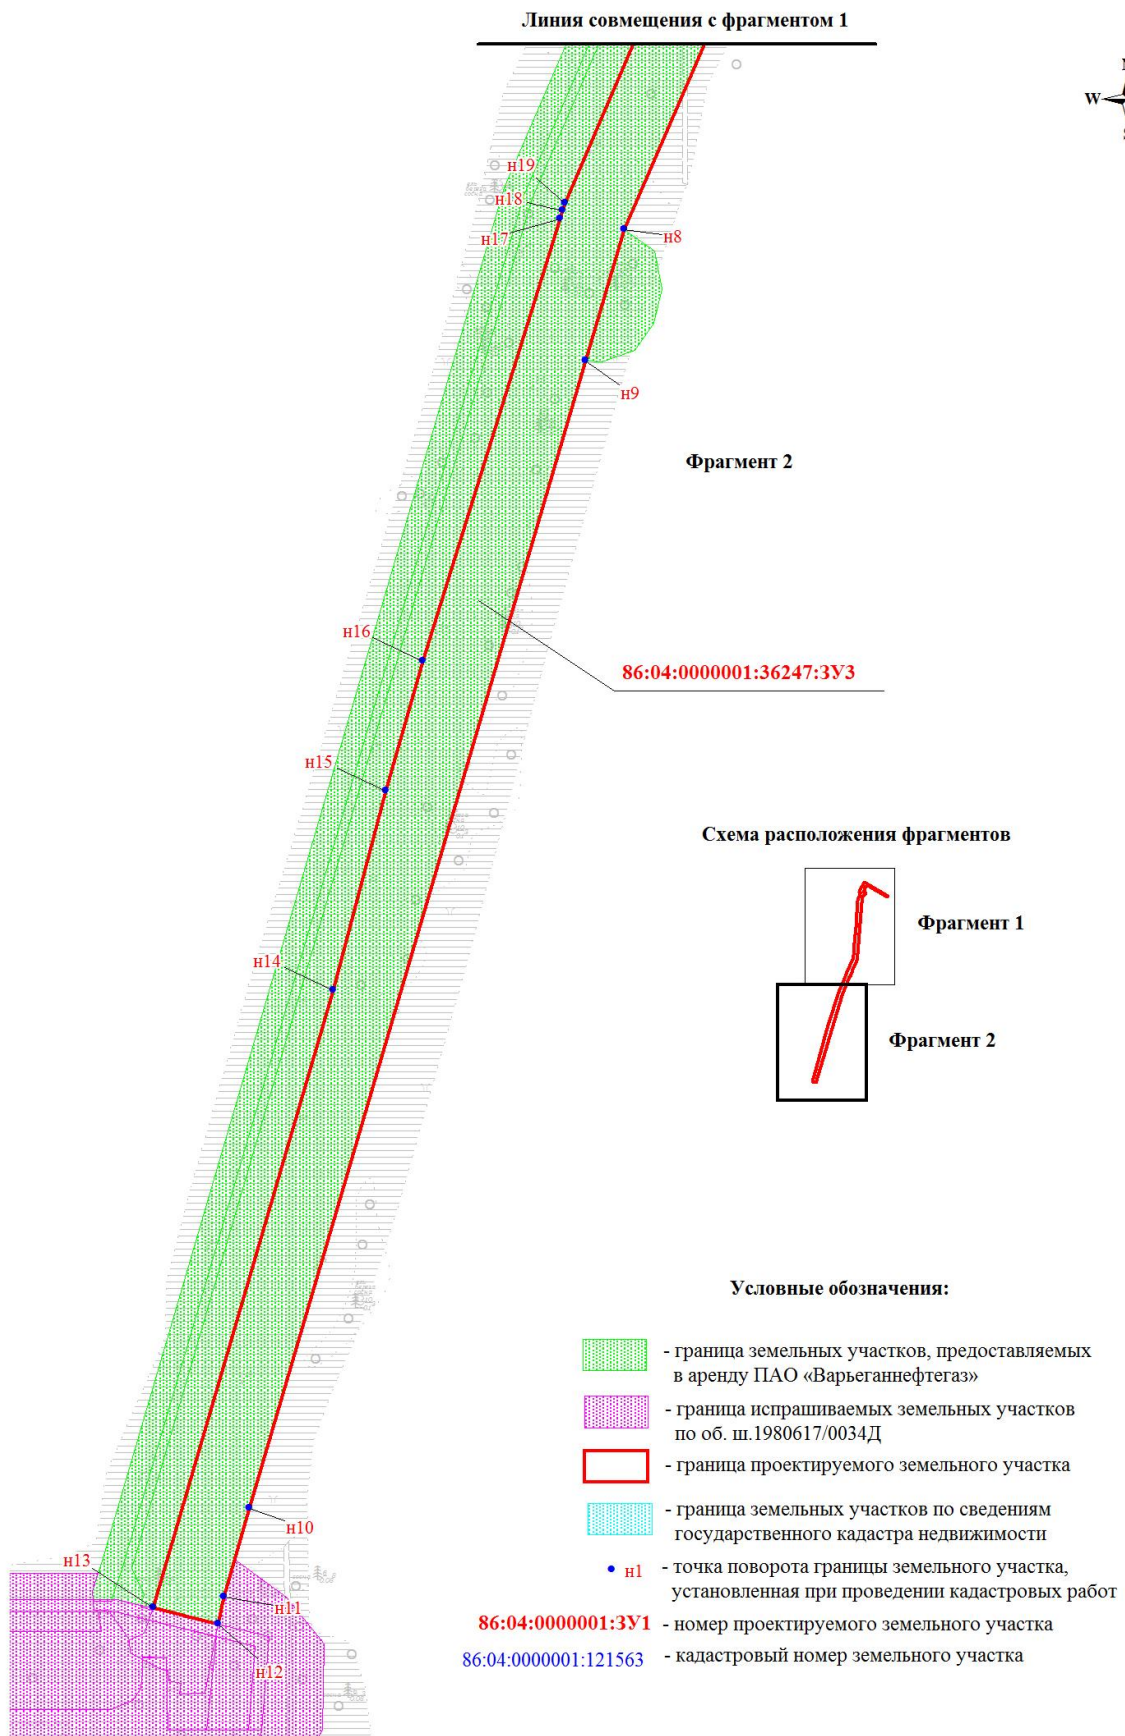 Линия совмещения с фрагментом 1
W
н19
н18
н17
н8
н9
Фрагмент 2
н16
86:04:0000001:36247:ЗУ3
н15
Схема расположения фрагментов
Фрагмент 1
н14
Фрагмент 2
Условные обозначения:
- граница земельных участков, предоставляемых
в аренду ПАО «Варьеганнефтегаз»
- граница испрашиваемых земельных участков
по об. ш.1980617/0034Д
- граница проектируемого земельного участка
- граница земельных участков по сведениям
государственного кадастра недвижимости
н10
н13
н1 - точка поворота границы земельного участка,
установленная при проведении кадастровых работ
н11
86:04:0000001:ЗУ1 - номер проектируемого земельного участка
86:04:0000001:121563 - кадастровый номер земельного участка
н12